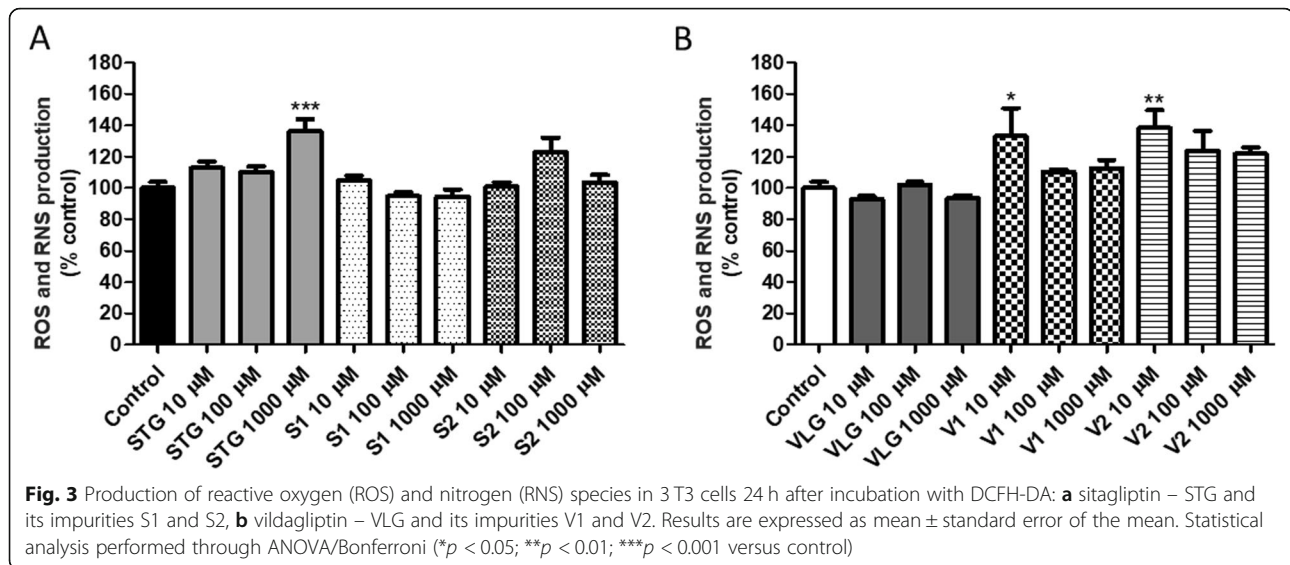 A
ROS and RNS production
(% control)
180
160
140
120
100
80
60
40
20
0
***
Control
STG 10 µM
STG 100 µM
STG 1000 µM
S1 10 µM
S1 100 µM
S1 1000 µM
S2 10 µM
S2 100 µM
S2 1000 µM
B
ROS and RNS production
(% control)
180
160
140
120
100
80
60
40
20
0
*
**
Control
VLG 10 µM
VLG 100 µM
VLG 1000 µM
V1 10 µM
V1 100 µM
V1 1000 µM
V2 10 µM
V2 100 µM
V2 1000 µM
Fig. 3 Production of reactive oxygen (ROS) and nitrogen (RNS) species in 3 T3 cells 24 h after incubation with DCFH-DA: a sitagliptin – STG and
its impurities S1 and S2, b vildagliptin – VLG and its impurities V1 and V2. Results are expressed as mean ± standard error of the mean. Statistical
analysis performed through ANOVA/Bonferroni (*p < 0.05; **p < 0.01; ***p < 0.001 versus control)